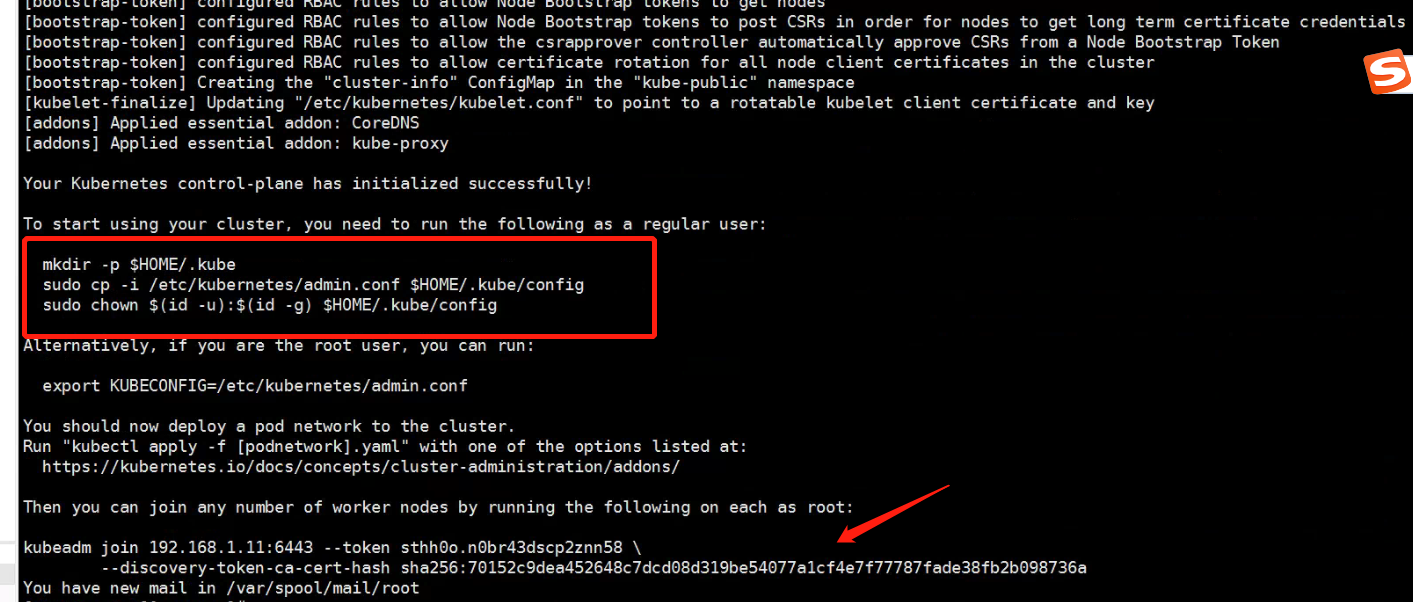 [bootstrap-token] configured RBAC rules to allow Node Bootstrap tokens to get nodes
[bootstrap-token] configured RBAC rules to allow Node Bootstrap tokens to post CSRs in order for nodes to get long term certificate credentials
[bootstrap-token] configured RBAC rules to allow the csrapprover controller automatically approve CSRs from a Node Bootstrap Token
[bootstrap-token] configured RBAC rules to allow certificate rotation for all node client certificates in the cluster
[bootstrap-token] Creating the "cluster-info" ConfigMap in the "kube-public" namespace
[kubelet-finalize] Updating "/etc/kubernetes/kubelet.conf" to point to a rotatable kubelet client certificate and key
[addons] Applied essential addon: CoreDNS
[addons] Applied essential addon: kube-proxy
Your Kubernetes control-plane has initialized successfully!
To start using your cluster, you need to run the following as a regular user:
mkdir -p $HOME/.kube
sudo cp -i /etc/kubernetes/admin.conf $HOME/.kube/config
sudo chown $(id -u):$(id -g) $HOME/.kube/config
Alternatively, if you are the root user, you can run:
export KUBECONFIG=/etc/kubernetes/admin.conf
You should now deploy a pod network to the cluster.
Run "kubectl apply -f [podnetwork].yaml" with one of the options listed at:
https://kubernetes.io/docs/concepts/cluster-administration/addons/
Then you can join any number of worker nodes by running the following on each as root:
kubeadm join 192.168.1.11:6443 --token sthh0o.n0br43dscp2znn58 \
--discovery-token-ca-cert-hash sha256:70152c9dea452648c7dcd08d319be54077a1cf4e7f77787fade38fb2b098736a
You have new mail in /var/spool/mail/root